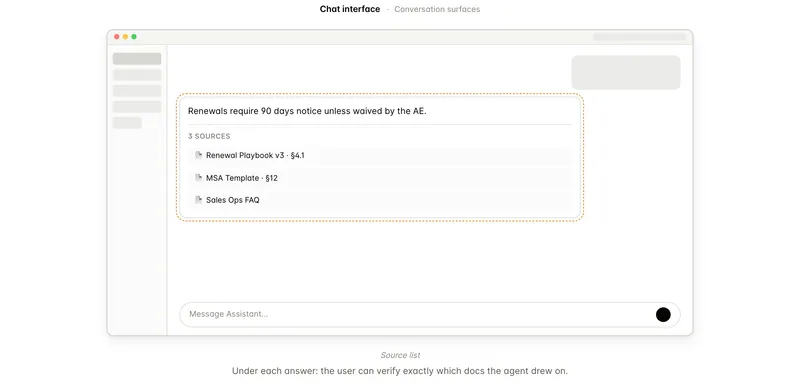 Chat interface · Conversation surfaces
Renewals require 90 days notice unless waived by the AE.
3 SOURCES
Renewal Playbook v3 · §4.1
MSA Template · §12
Sales Ops FAQ
Message Assistant...
Source list
Under each answer: the user can verify exactly which docs the agent drew on.